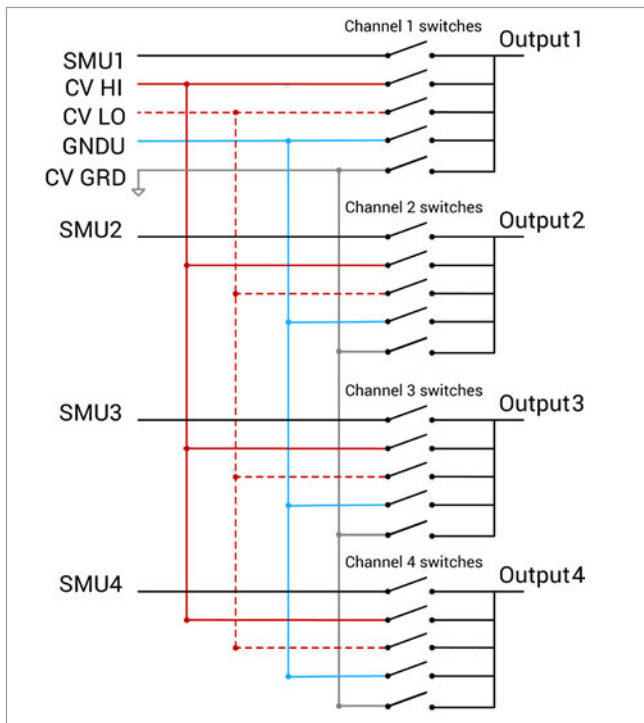 Channel 1 switches
Output1
SMU1
CV HI
CV LO
GNDU
CV GRD
Channel 2 switches
Output2
SMU2
Channel 3 switches
Output3
SMU3
Channel 4 switches
Output4
SMU4